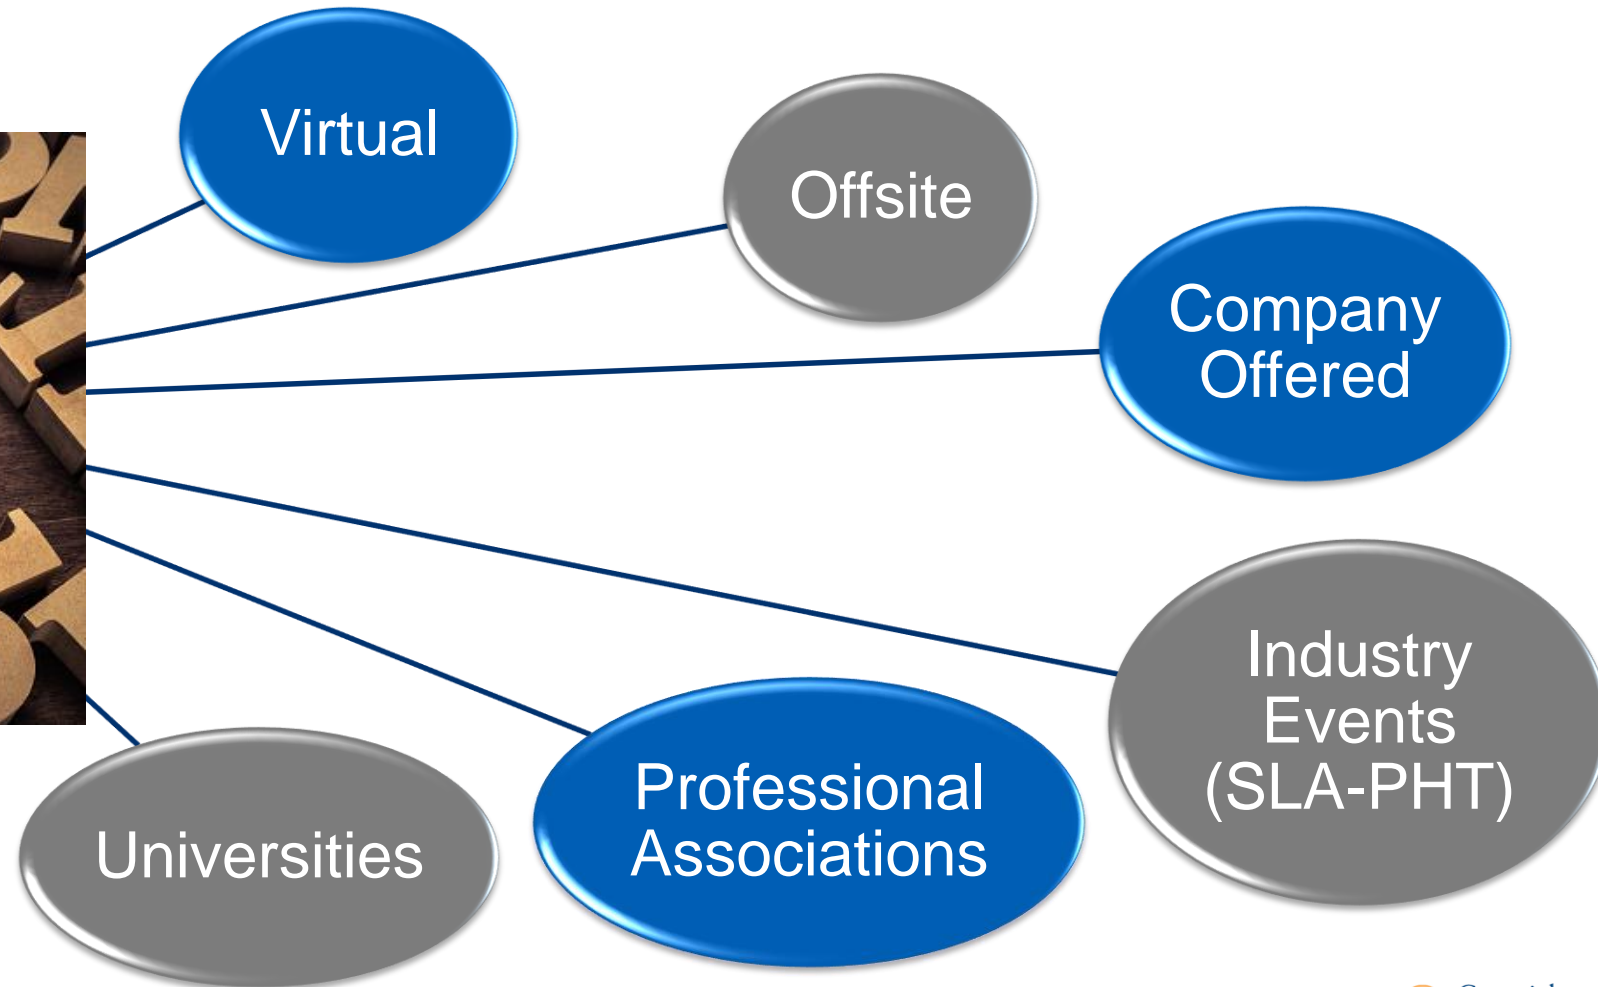 Virtual
Offsite
Company
Offered
Industry
Events
(SLA-PHT)
Professional
Associations
Universities